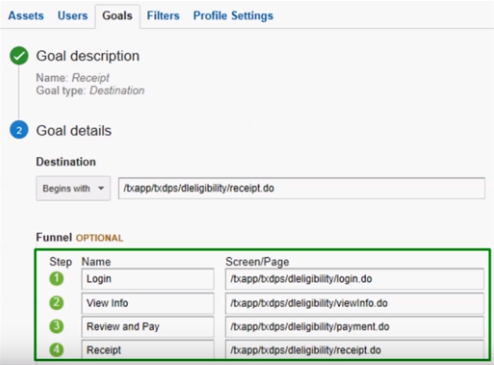 Assets Users Goals Filters Profile Settings
Goal description
Name: Receipt
Goal type: Destination
2 Goal details
Destination
Begins with /txapp/txdps/dleligibility/receipt.do
Funnel OPTIONAL
Step Name Screen/Page
1 Login /txapp/txdps/dleligibility/login.do
2 View Info /txapp/txdps/dleligibility/viewInfo.do
3 Review and Pay /txapp/txdps/dleligibility/payment.do
4 Receipt /txapp/txdps/dleligibility/receipt.do